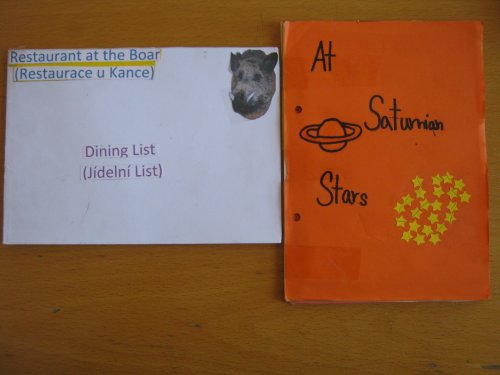 Restaurant at the Boar
(Restaurace u Kance)
Dining List
(Jídelní List)
At
Saturnian
Stars